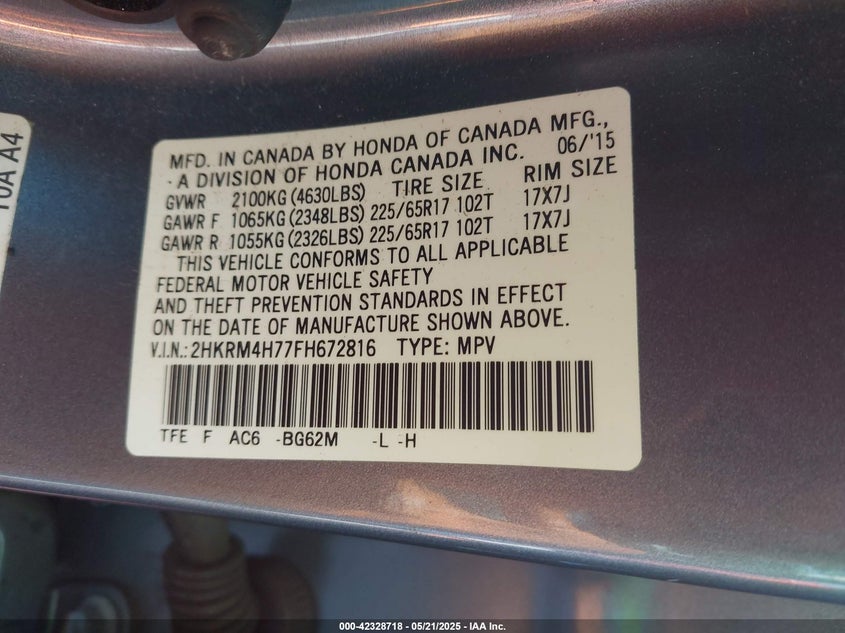 10A A4
MFD. IN CANADA BY HONDA OF CANADA MFG.,
- A DIVISION OF HONDA CANADA INC. 06/'15
GVWR 2100KG (4630LBS) TIRE SIZE RIM SIZE
GAWR F 1065KG (2348LBS) 225/65R17 102T 17X7J
GAWR R 1055KG (2326LBS) 225/65R17 102T 17X7J
THIS VEHICLE CONFORMS TO ALL APPLICABLE
FEDERAL MOTOR VEHICLE SAFETY
AND THEFT PREVENTION STANDARDS IN EFFECT
ON THE DATE OF MANUFACTURE SHOWN ABOVE.
V.I.N.: 2HKRM4H77FH672816 TYPE: MPV
TFE F AC6 -BG62M -L -H
000-42328718 - 05/21/2025 - IAA Inc.